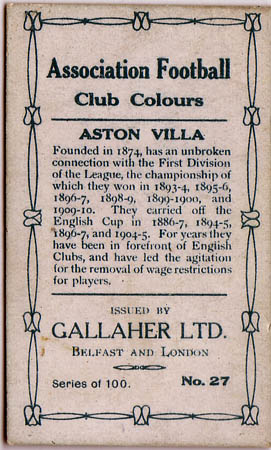 Association Football
Club Colours
ASTON VILLA
Founded in 1874, has an unbroken
connection with the First Division
of the League, the championship of
which they won in 1893-4, 1895-6,
1896-7, 1898-9, 1899-1900, and
1909-10. They carried off the
English Cup in 1886-7, 1894-5,
1896-7, and 1904-5. For years they
have been in forefront of English
Clubs, and have led the agitation
for the removal of wage restrictions
for players.
ISSUED BY
GALLAHER LTD.
BELFAST AND LONDON
Series of 100. No. 27